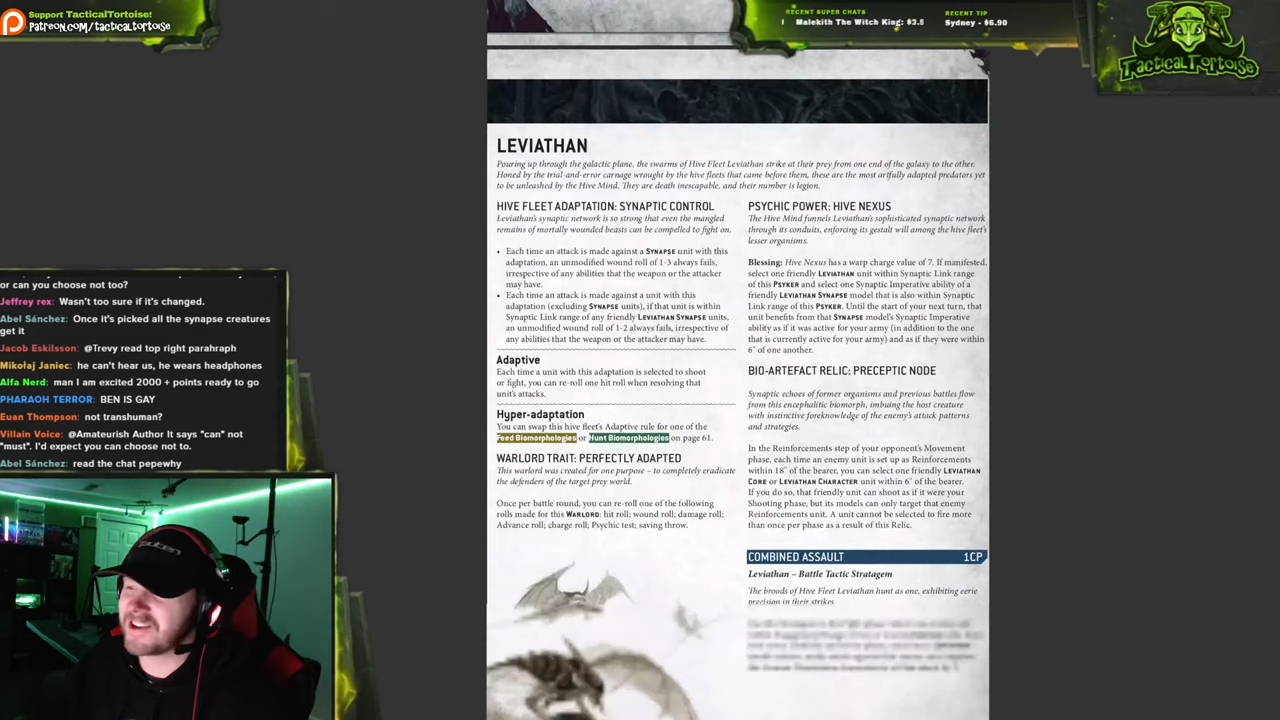 Support TacticalTortoise!
Patreon.com/tacticaltortoise
RECENT SUPER CHATS
Malekith The Witch King: $3.5
RECENT TIP
Sydney - $6.90
TacticalTortoise
LEVIATHAN
Pouring up through the galactic plane, the swarms of Hive Fleet Leviathan strike at their prey from one end of the galaxy to the other.
Honed by the trial-and-error carnage wrought by the hive fleets that came before them, these are the most artfully adapted predators yet
to be unleashed by the Hive Mind. They are death inescapable, and their number is legion.
HIVE FLEET ADAPTATION: SYNAPTIC CONTROL
Leviathan's synaptic network is so strong that even the mangled
remains of mortally wounded beasts can be compelled to fight on.
• Each time an attack is made against a SYNAPSE unit with this
adaptation, an unmodified wound roll of 1-3 always fails,
irrespective of any abilities that the weapon or the attacker
may have.
• Each time an attack is made against a unit with this
adaptation (excluding SYNAPSE units), if that unit is within
Synaptic Link range of any friendly LEVIATHAN SYNAPSE units,
an unmodified wound roll of 1-2 always fails, irrespective of
any abilities that the weapon or the attacker may have.
Adaptive
Each time a unit with this adaptation is selected to shoot
or fight, you can re-roll one hit roll when resolving that
unit's attacks.
Hyper-adaptation
You can swap this hive fleet's Adaptive rule for one of the
Feed Biomorphologies or Hunt Biomorphologies on page 61.
WARLORD TRAIT: PERFECTLY ADAPTED
This warlord was created for one purpose – to completely eradicate
the defenders of the target prey world.
Once per battle round, you can re-roll one of the following
rolls made for this WARLORD: hit roll; wound roll; damage roll;
Advance roll; charge roll; Psychic test; saving throw.
PSYCHIC POWER: HIVE NEXUS
The Hive Mind funnels Leviathan's sophisticated synaptic network
through its conduits, enforcing its gestalt will among the hive fleet's
lesser organisms.
Blessing: Hive Nexus has a warp charge value of 7. If manifested,
select one friendly LEVIATHAN unit within Synaptic Link range
of this PSYKER and select one Synaptic Imperative ability of a
friendly LEVIATHAN SYNAPSE model that is also within Synaptic
Link range of this PSYKER. Until the start of your next turn, that
unit benefits from that SYNAPSE model's Synaptic Imperative
ability as if it was active for your army (in addition to the one
that is currently active for your army) and as if they were within
6" of one another.
BIO-ARTEFACT RELIC: PRECEPTIC NODE
Synaptic echoes of former organisms and previous battles flow
from this encephalitic biomorph, imbuing the host creature
with instinctive foreknowledge of the enemy's attack patterns
and strategies.
In the Reinforcements step of your opponent's Movement
phase, each time an enemy unit is set up as Reinforcements
within 18" of the bearer, you can select one friendly LEVIATHAN
CORE or LEVIATHAN CHARACTER unit within 6" of the bearer.
If you do so, that friendly unit can shoot as if it were your
Shooting phase, but its models can only target that enemy
Reinforcements unit. A unit cannot be selected to fire more
than once per phase as a result of this Relic.
COMBINED ASSAULT 1CP
Leviathan – Battle Tactic Stratagem
The broods of Hive Fleet Leviathan hunt as one, exhibiting eerie
precision in their strikes
or can you choose not too?
Jeffrey rex: Wasn't too sure if it's changed.
Abel Sánchez: Once it's picked all the synapse creatures
get it
Jacob Eskilsson: @Trevy read top right parahraph
Mikołaj Janiec: he can't hear us, he wears headphones
Alfa Nerd: man I am excited 2000 + points ready to go
PHARAOH TERROR: BEN IS GAY
Euan Thompson: not transhuman?
Villain Voice: @Amateurish Author It says "can" not
"must". I'd expect you can choose not to.
Abel Sánchez: read the chat pepewhy